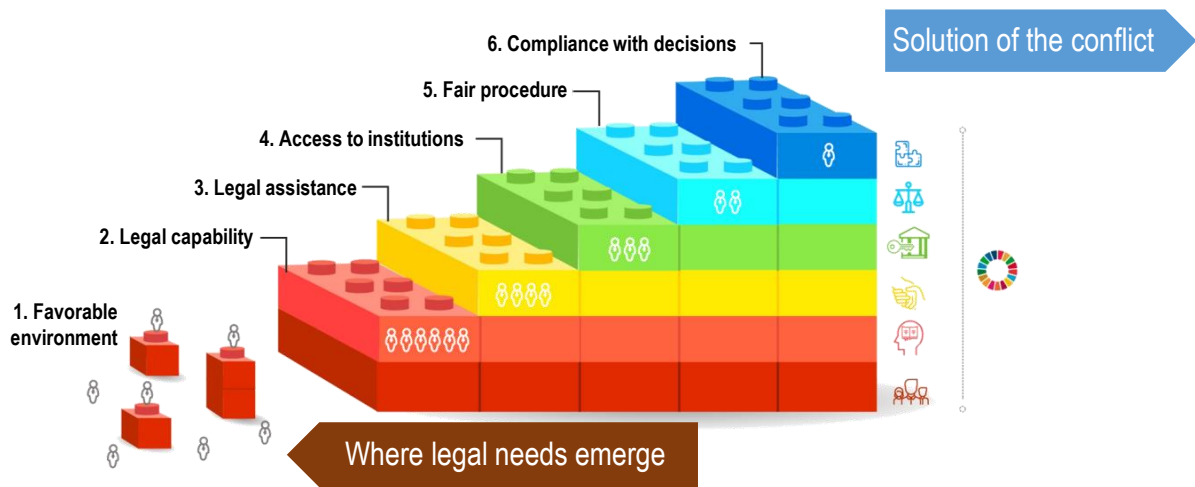 Solution of the conflict
6. Compliance with decisions
5. Fair procedure
4. Access to institutions
3. Legal assistance
2. Legal capability
1. Favorable
environment
Where legal needs emerge